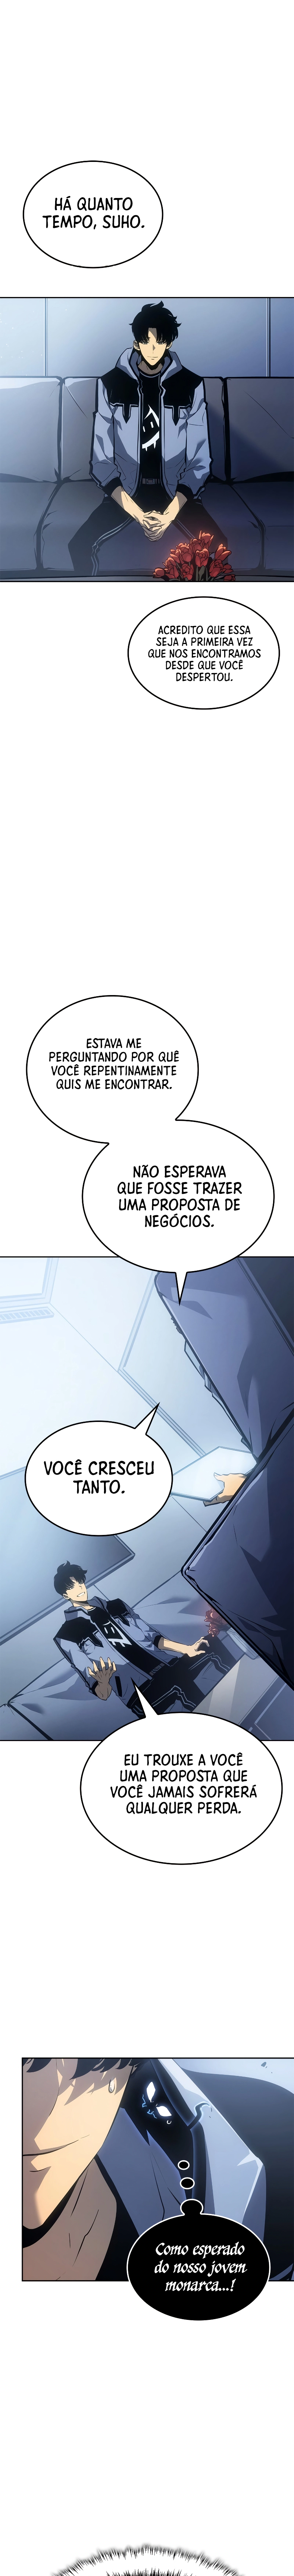 HÁ QUANTO
TEMPO, SUHO.
ACREDITO QUE ESSA
SEJA A PRIMEIRA VEZ
QUE NOS ENCONTRAMOS
DESDE QUE VOCÊ
DESPERTOU.
ESTAVA ME
PERGUNTANDO POR QUÊ
VOCÊ REPENTINAMENTE
QUIS ME ENCONTRAR.
NÃO ESPERAVA
QUE FOSSE TRAZER
UMA PROPOSTA DE
NEGÓCIOS.
VOCÊ CRESCEU
TANTO.
EU TROUXE A VOCÊ
UMA PROPOSTA QUE
VOCÊ JAMAIS SOFRERÁ
QUALQUER PERDA.
Como esperado
do nosso jovem
monarca...!